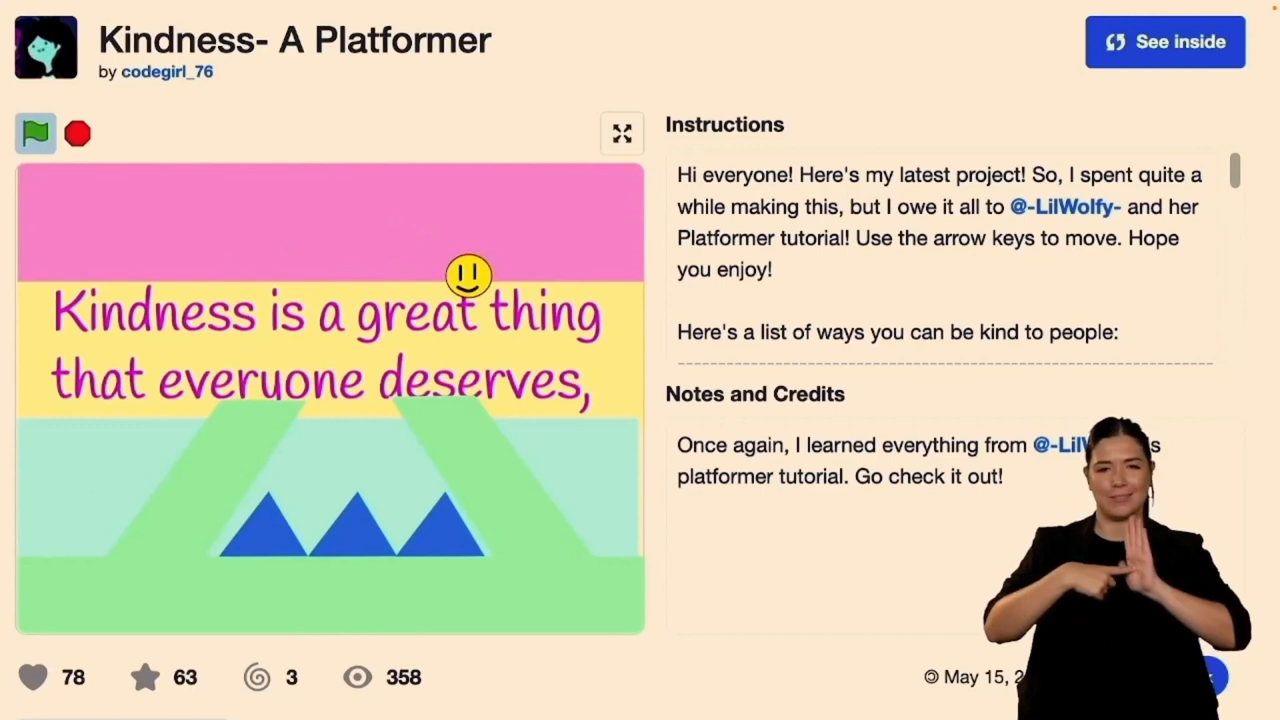 Kindness- A Platformer
by codegirl_76
See inside
Instructions
Hi everyone! Here's my latest project! So, I spent quite a
while making this, but I owe it all to @-LilWolfy- and her
Platformer tutorial! Use the arrow keys to move. Hope
you enjoy!
Here's a list of ways you can be kind to people:
Kindness is a great thing
that everyone deserves,
Notes and Credits
Once again, I learned everything from
platformer tutorial. Go check it out!
78
63
3
358
May 15,